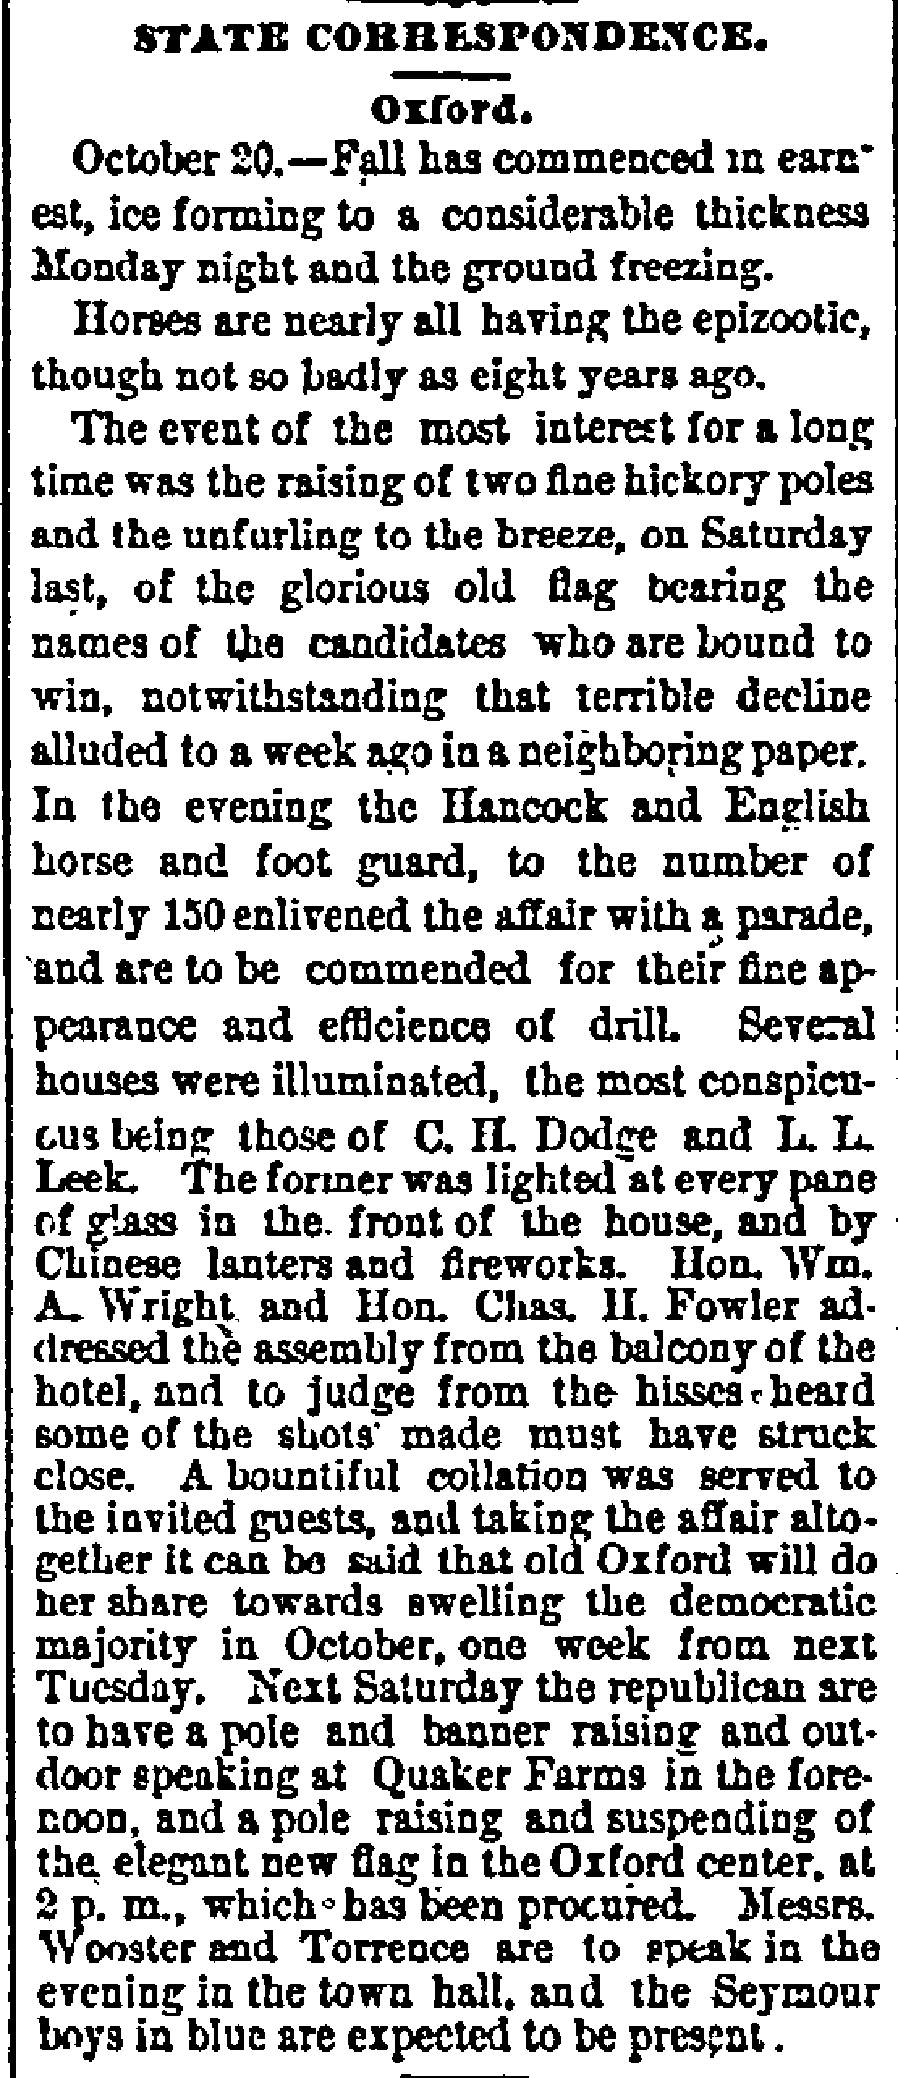 STATE CORRESPONDENCE.
Oxford.
October 20.—Fall has commenced in earn-
est, ice forming to a considerable thickness
Monday night and the ground freezing.
Horses are nearly all having the epizootic,
though not so badly as eight years ago.
The event of the most interest for a long
time was the raising of two fine hickory poles
and the unfurling to the breeze, on Saturday
last, of the glorious old flag bearing the
names of the candidates who are bound to
win, notwithstanding that terrible decline
alluded to a week ago in a neighboring paper.
In the evening the Hancock and English
horse and foot guard, to the number of
nearly 150 enlivened the affair with a parade,
and are to be commended for their fine ap-
pearance and efficience of drill. Several
houses were illuminated, the most conspicu-
ous being those of C. H. Dodge and L. L.
Leek. The former was lighted at every pane
of glass in the front of the house, and by
Chinese lanters and fireworks. Hon. Wm.
A. Wright and Hon. Chas. H. Fowler ad-
dressed the assembly from the balcony of the
hotel, and to judge from the hisses heard
some of the shots made must have struck
close. A bountiful collation was served to
the invited guests, and taking the affair alto-
gether it can be said that old Oxford will do
her share towards swelling the democratic
majority in October, one week from next
Tuesday. Next Saturday the republican are
to have a pole and banner raising and out-
door speaking at Quaker Farms in the fore-
noon, and a pole raising and suspending of
the elegant new flag in the Oxford center, at
2 p. m., which has been procured. Messrs.
Wooster and Torrence are to speak in the
evening in the town hall, and the Seymour
boys in blue are expected to be present.